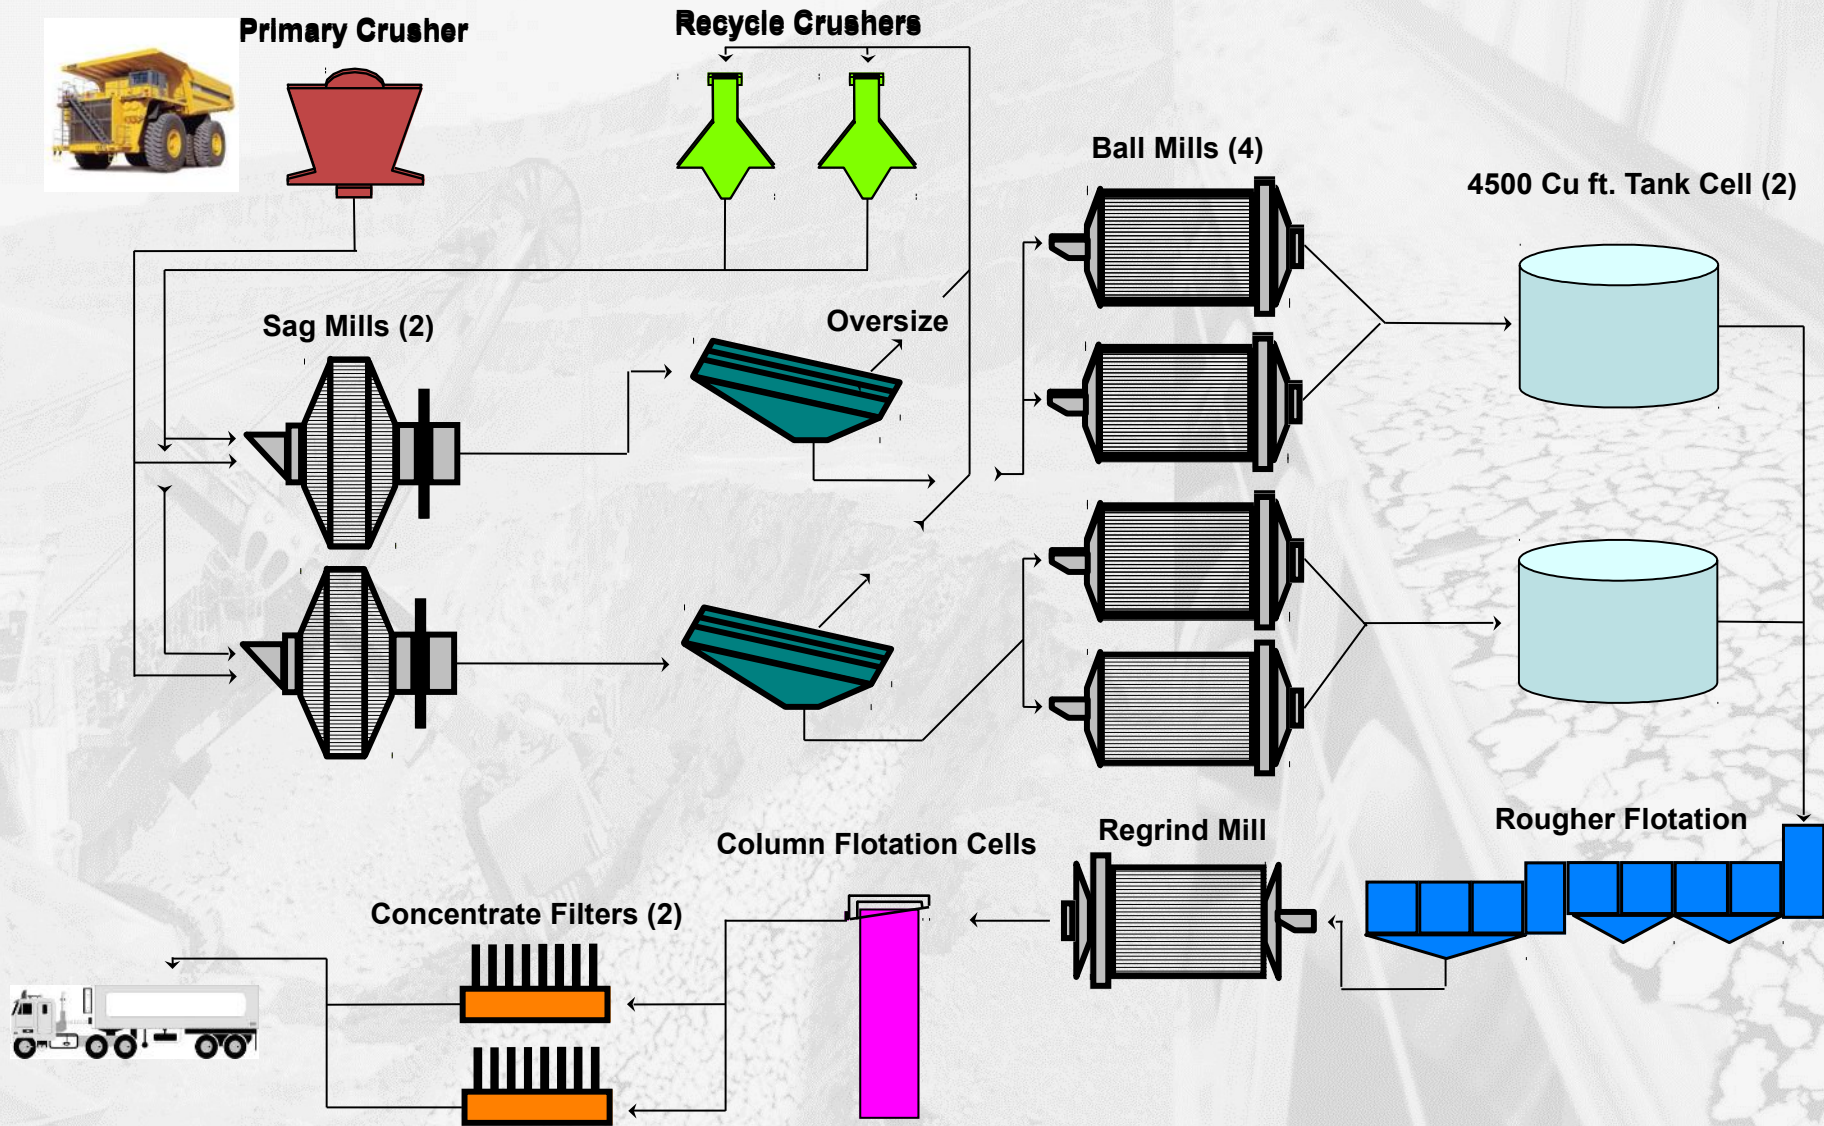 Primary Crusher
Recycle Crushers
Ball Mills (4)
4500 Cu ft. Tank Cell (2)
Sag Mills (2)
Oversize
Rougher Flotation
Regrind Mill
Column Flotation Cells
Concentrate Filters (2)